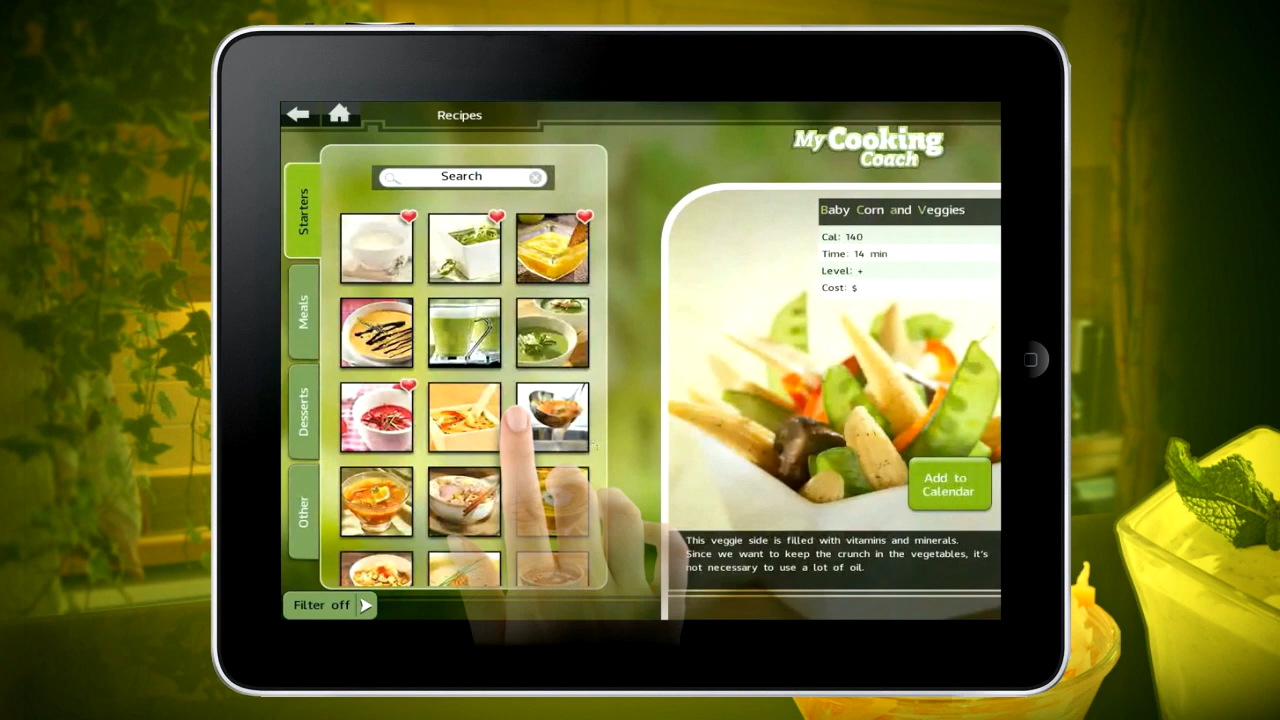 Recipes
My Cooking
Coach
Search
Starters
Meals
Desserts
Other
Filter off
Baby Corn and Veggies
Cal: 140
Time: 14 min
Level: +
Cost: $
Add to
Calendar
This veggie side is filled with vitamins and minerals.
Since we want to keep the crunch in the vegetables, it's
not necessary to use a lot of oil.